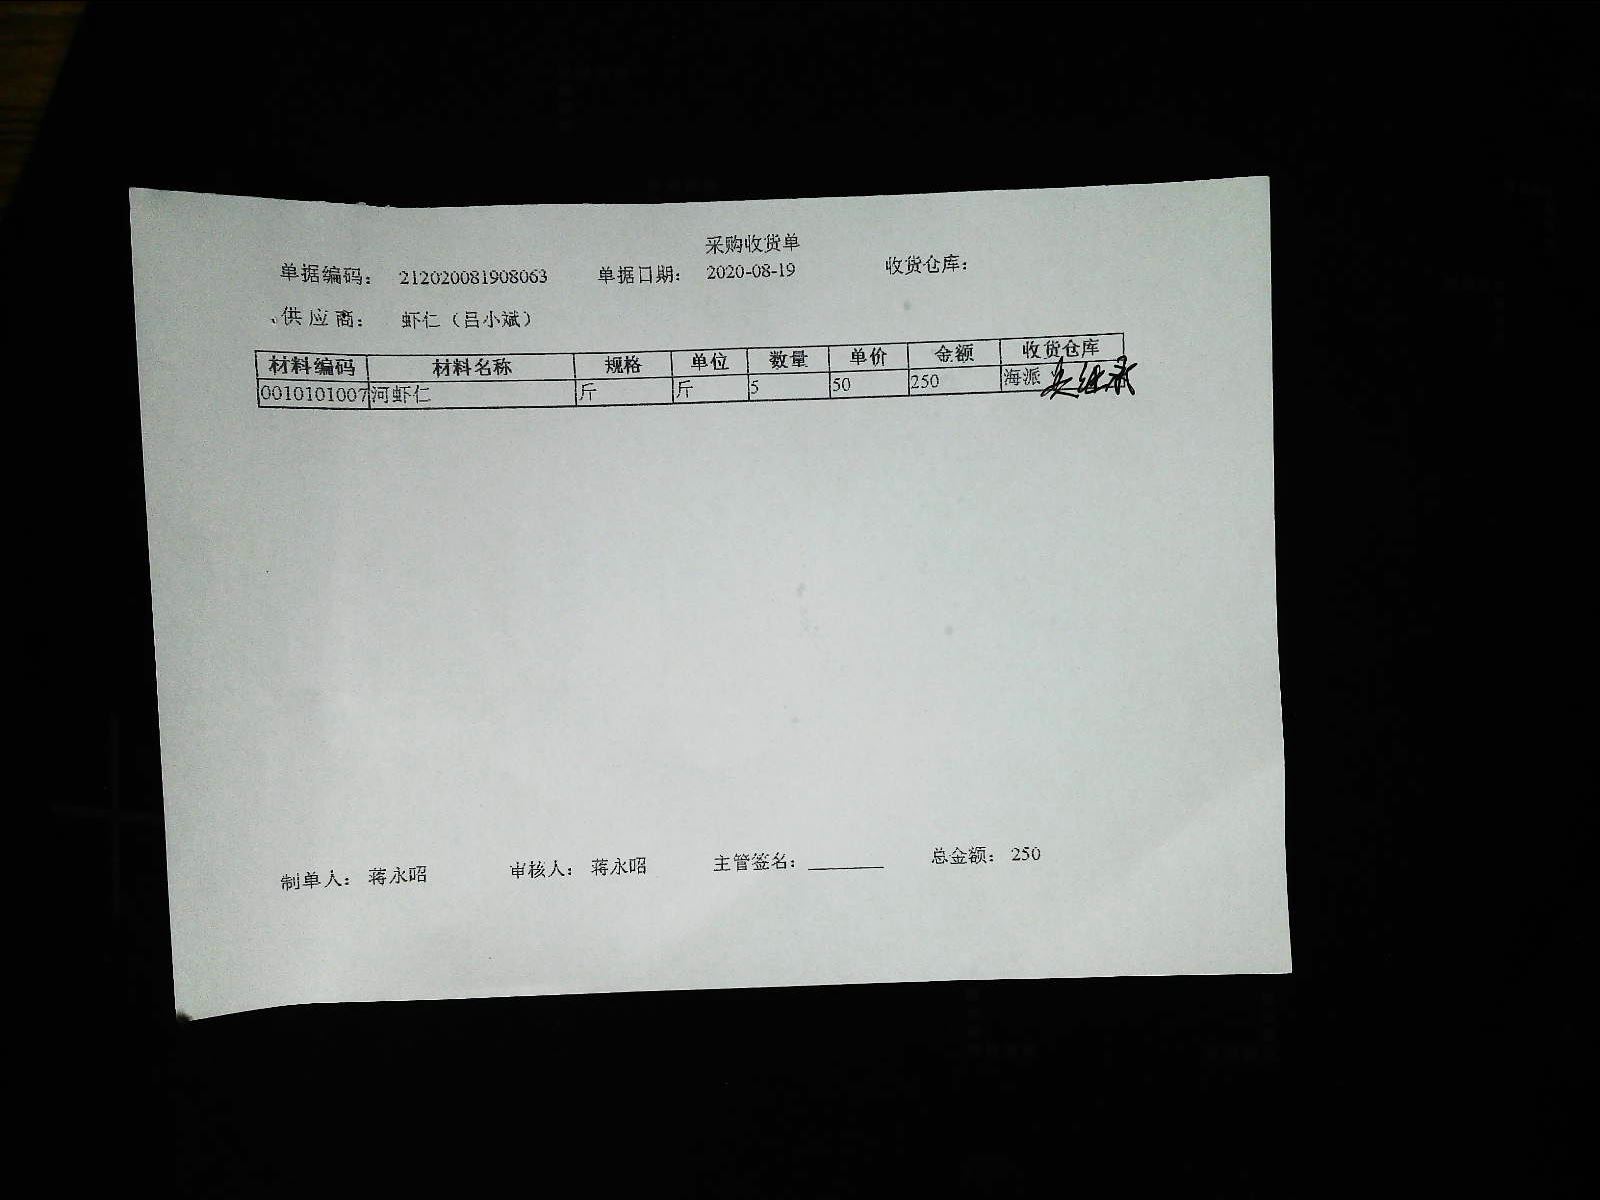 采购收货单
单据编码: 212020081908063 单据日期: 2020-08-19 收货仓库:
、供应商: 虾仁（吕小斌）
材料编码 材料名称 规格 单位 数量 单价 金额 收货仓库
0010101007 河虾仁 斤 斤 5 50 250 海派
制单人: 蒋永昭 审核人: 蒋永昭 主管签名: ________ 总金额: 250